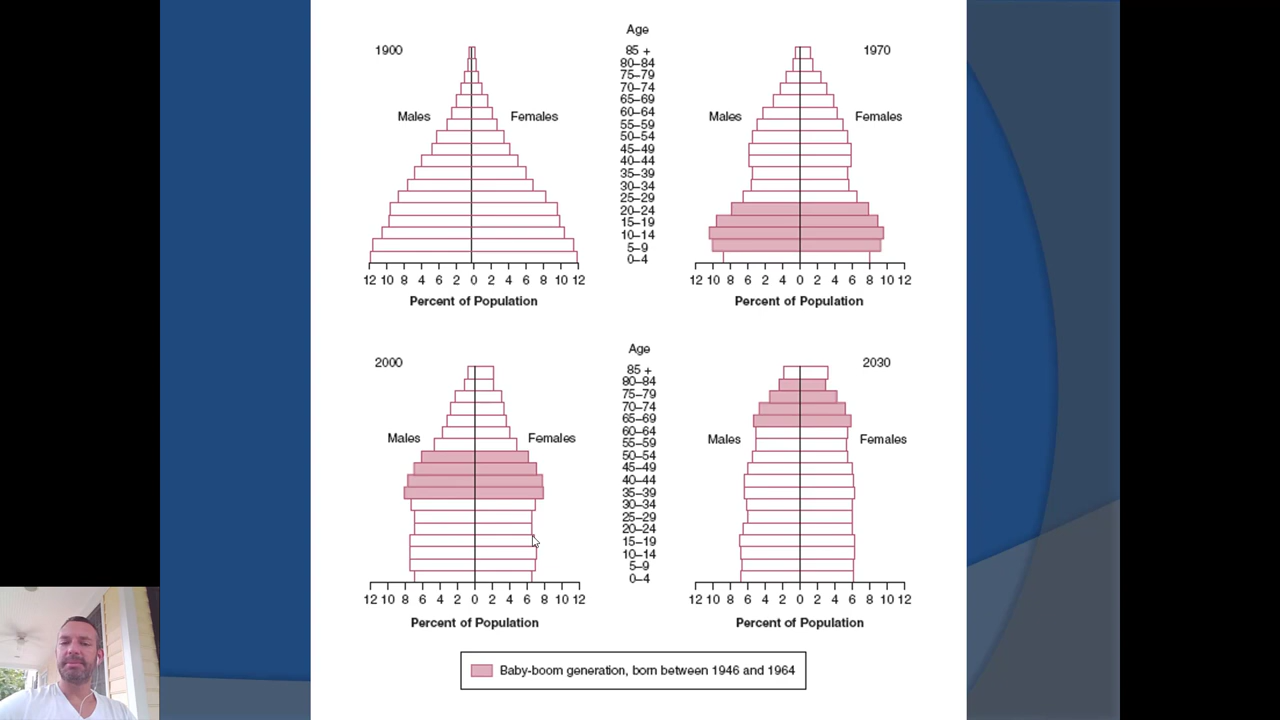 Age
1900
1970
85 +
80–84
75–79
70–74
65–69
60–64
55–59
50–54
45–49
40–44
35–39
30–34
25–29
20–24
15–19
10–14
5–9
0–4
Males
Females
Males
Females
12 10 8 6 4 2 0 2 4 6 8 10 12
12 10 8 6 4 2 0 2 4 6 8 10 12
Percent of Population
Percent of Population
Age
2000
2030
85 +
80–84
75–79
70–74
65–69
60–64
55–59
50–54
45–49
40–44
35–39
30–34
25–29
20–24
15–19
10–14
5–9
0–4
Males
Females
Males
Females
12 10 8 6 4 2 0 2 4 6 8 10 12
12 10 8 6 4 2 0 2 4 6 8 10 12
Percent of Population
Percent of Population
Baby-boom generation, born between 1946 and 1964